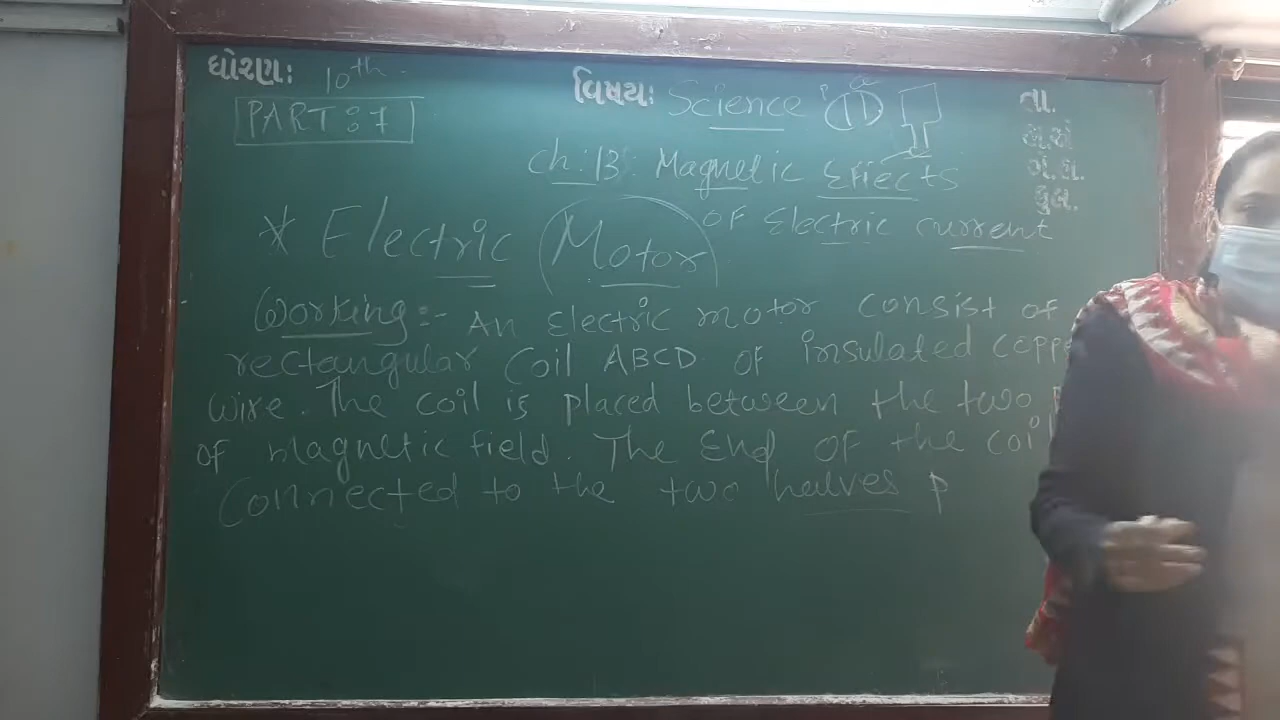 ધોરણ: 10th.
PART : 7
વિષય: Science
તા.
Ch : 13 : Magnetic Effects
OF Electric current
* Electric Motor
Working :- An Electric motor consist of
rectangular Coil ABCD OF insulated
wire. The coil is placed between the two
of magnetic field. The End OF the
Connected to the two halves P
કુલ.